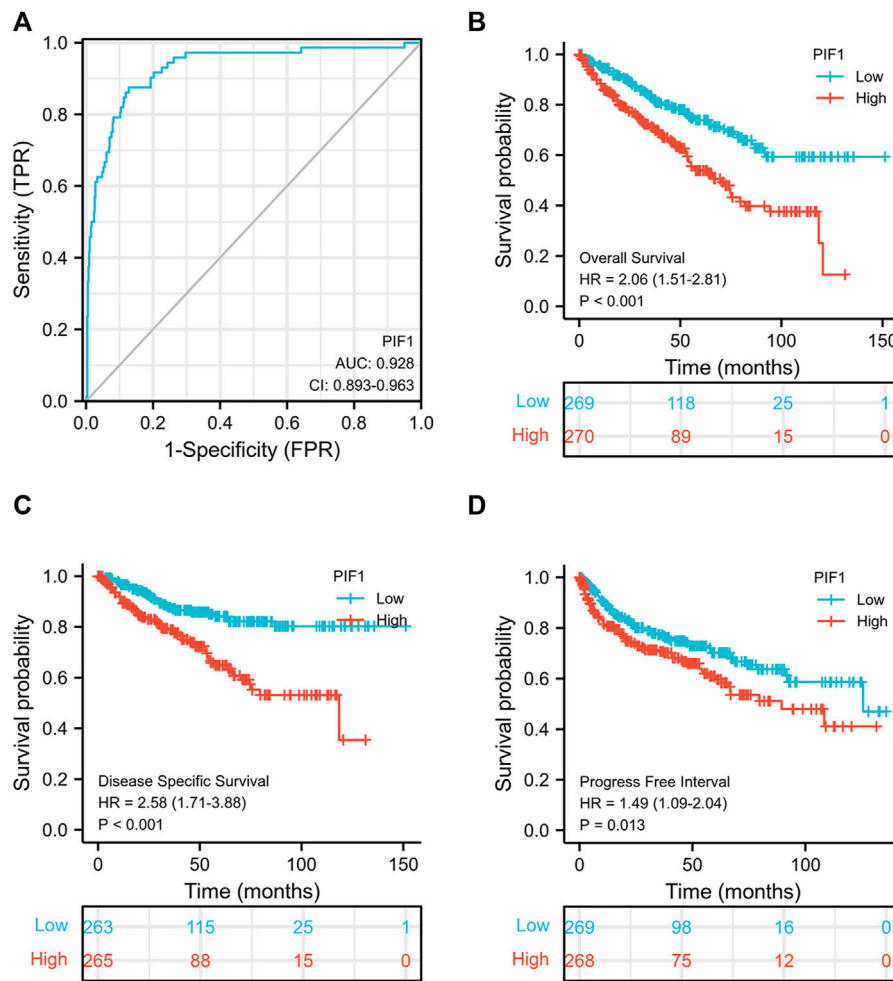 A
1.0
0.8
0.6
0.4
0.2
0.0
Sensitivity (TPR)
PIF1
AUC: 0.928
CI: 0.893-0.963
0.0 0.2 0.4 0.6 0.8 1.0
1-Specificity (FPR)
B
1.0
0.8
0.6
0.4
0.2
0.0
Survival probability
PIF1
Low
High
Overall Survival
HR = 2.06 (1.51-2.81)
P < 0.001
0 50 100 150
Time (months)
Low 269 118 25 1
High 270 89 15 0
C
1.0
0.8
0.6
0.4
0.2
0.0
Survival probability
PIF1
Low
High
Disease Specific Survival
HR = 2.58 (1.71-3.88)
P < 0.001
0 50 100 150
Time (months)
Low 263 115 25 1
High 265 88 15 0
D
1.0
0.8
0.6
0.4
0.2
0.0
Survival probability
PIF1
Low
High
Progress Free Interval
HR = 1.49 (1.09-2.04)
P = 0.013
0 50 100
Time (months)
Low 269 98 16 0
High 268 75 12 0